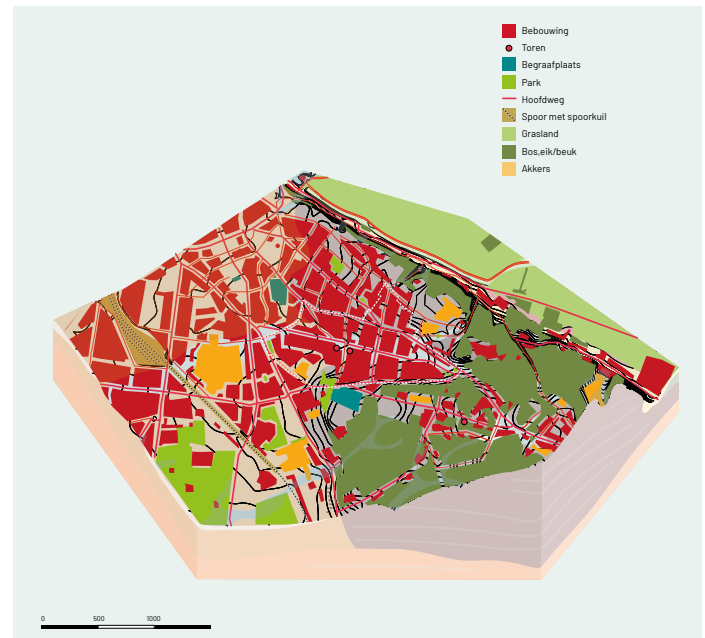 Bebouwing
Toren
Begraafplaats
Park
Hoofdweg
Spoor met spoorkuil
Grasland
Bos,eik/beuk
Akkers
0 500 1000